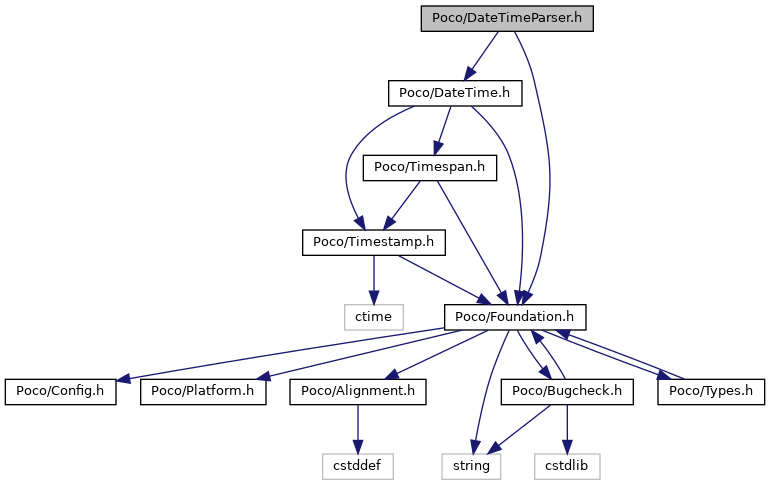 Poco/DateTimeParser.h
Poco/DateTime.h
Poco/Timespan.h
Poco/Timestamp.h
ctime
Poco/Foundation.h
Poco/Config.h
Poco/Platform.h
Poco/Alignment.h
Poco/Bugcheck.h
Poco/Types.h
cstddef
string
cstdlib